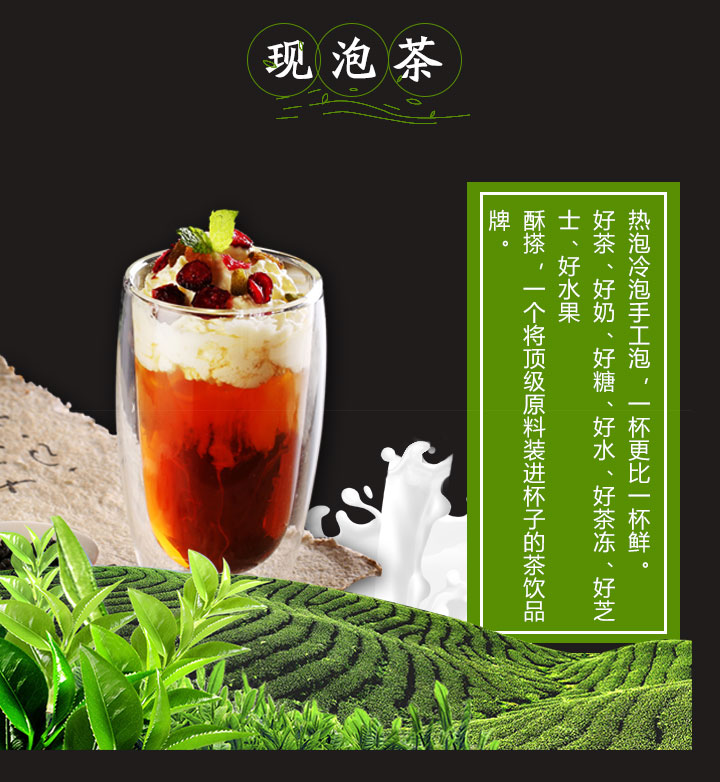 现泡茶
热泡冷泡手工泡，一杯更比一杯鲜。
好茶、好奶、好糖、好水、好茶冻、好芝
士、好水果
酥搽，一个将顶级原料装进杯子的茶饮品
牌。